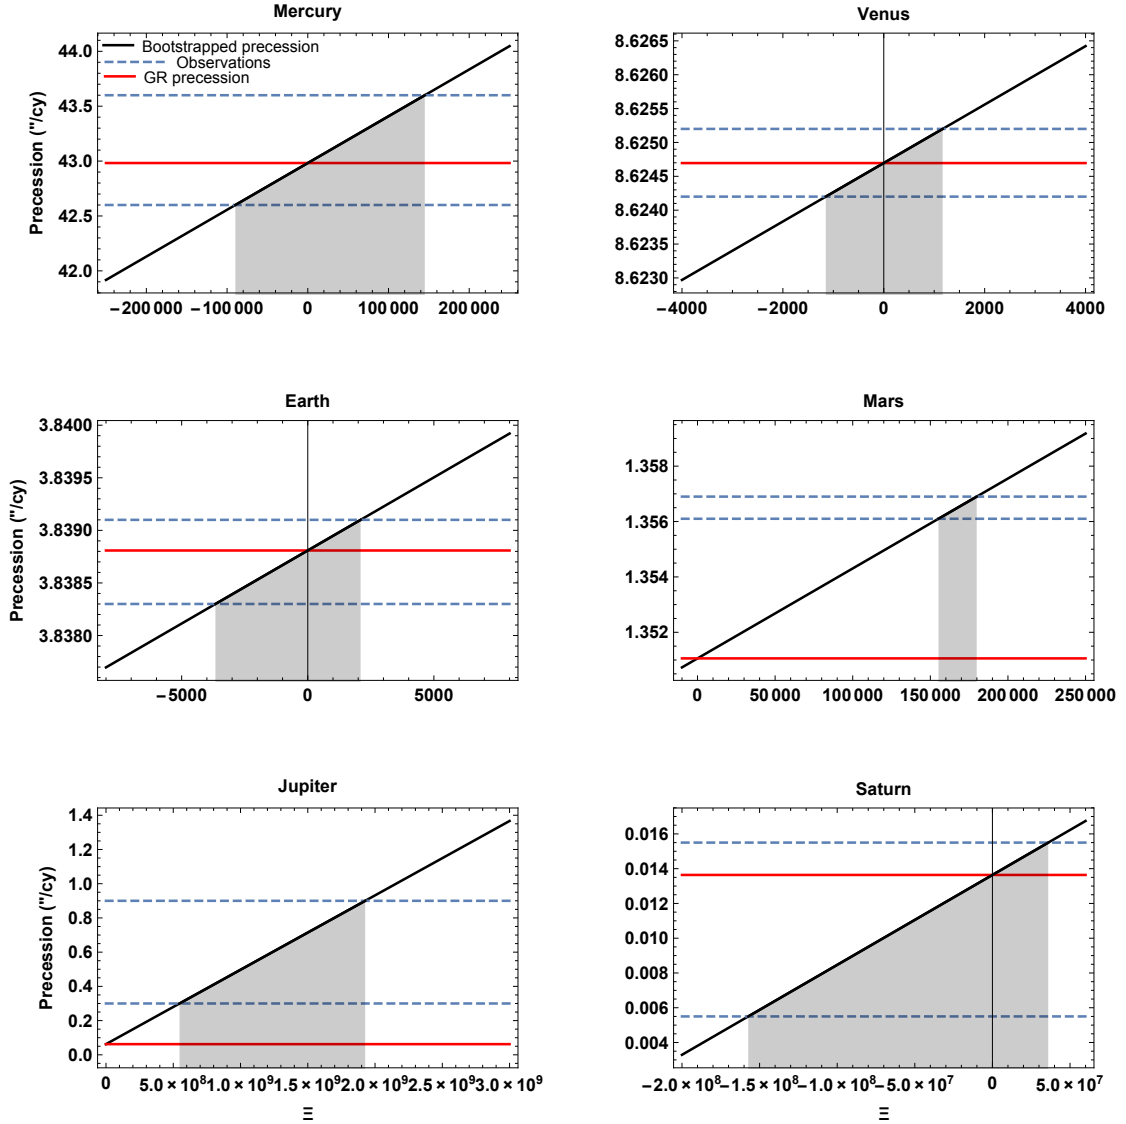 Mercury
Bootstrapped precession
Observations
GR precession
Precession ("/cy)
44.0
43.5
43.0
42.5
42.0
−200 000 −100 000 0 100 000 200 000
Venus
8.6265
8.6260
8.6255
8.6250
8.6245
8.6240
8.6235
8.6230
−4000 −2000 0 2000 4000
Earth
Precession ("/cy)
3.8400
3.8395
3.8390
3.8385
3.8380
−5000 0 5000
Mars
1.358
1.356
1.354
1.352
0 50 000 100 000 150 000 200 000 250 000
Jupiter
Precession ("/cy)
1.4
1.2
1.0
0.8
0.6
0.4
0.2
0.0
0 5.0 × 10⁸ 1.0 × 10⁹ 1.5 × 10⁹ 2.0 × 10⁹ 2.5 × 10⁹ 3.0 × 10⁹
Ξ
Saturn
0.016
0.014
0.012
0.010
0.008
0.006
0.004
−2.0 × 10⁸ −1.5 × 10⁸ −1.0 × 10⁸ −5.0 × 10⁷ 0 5.0 × 10⁷
Ξ